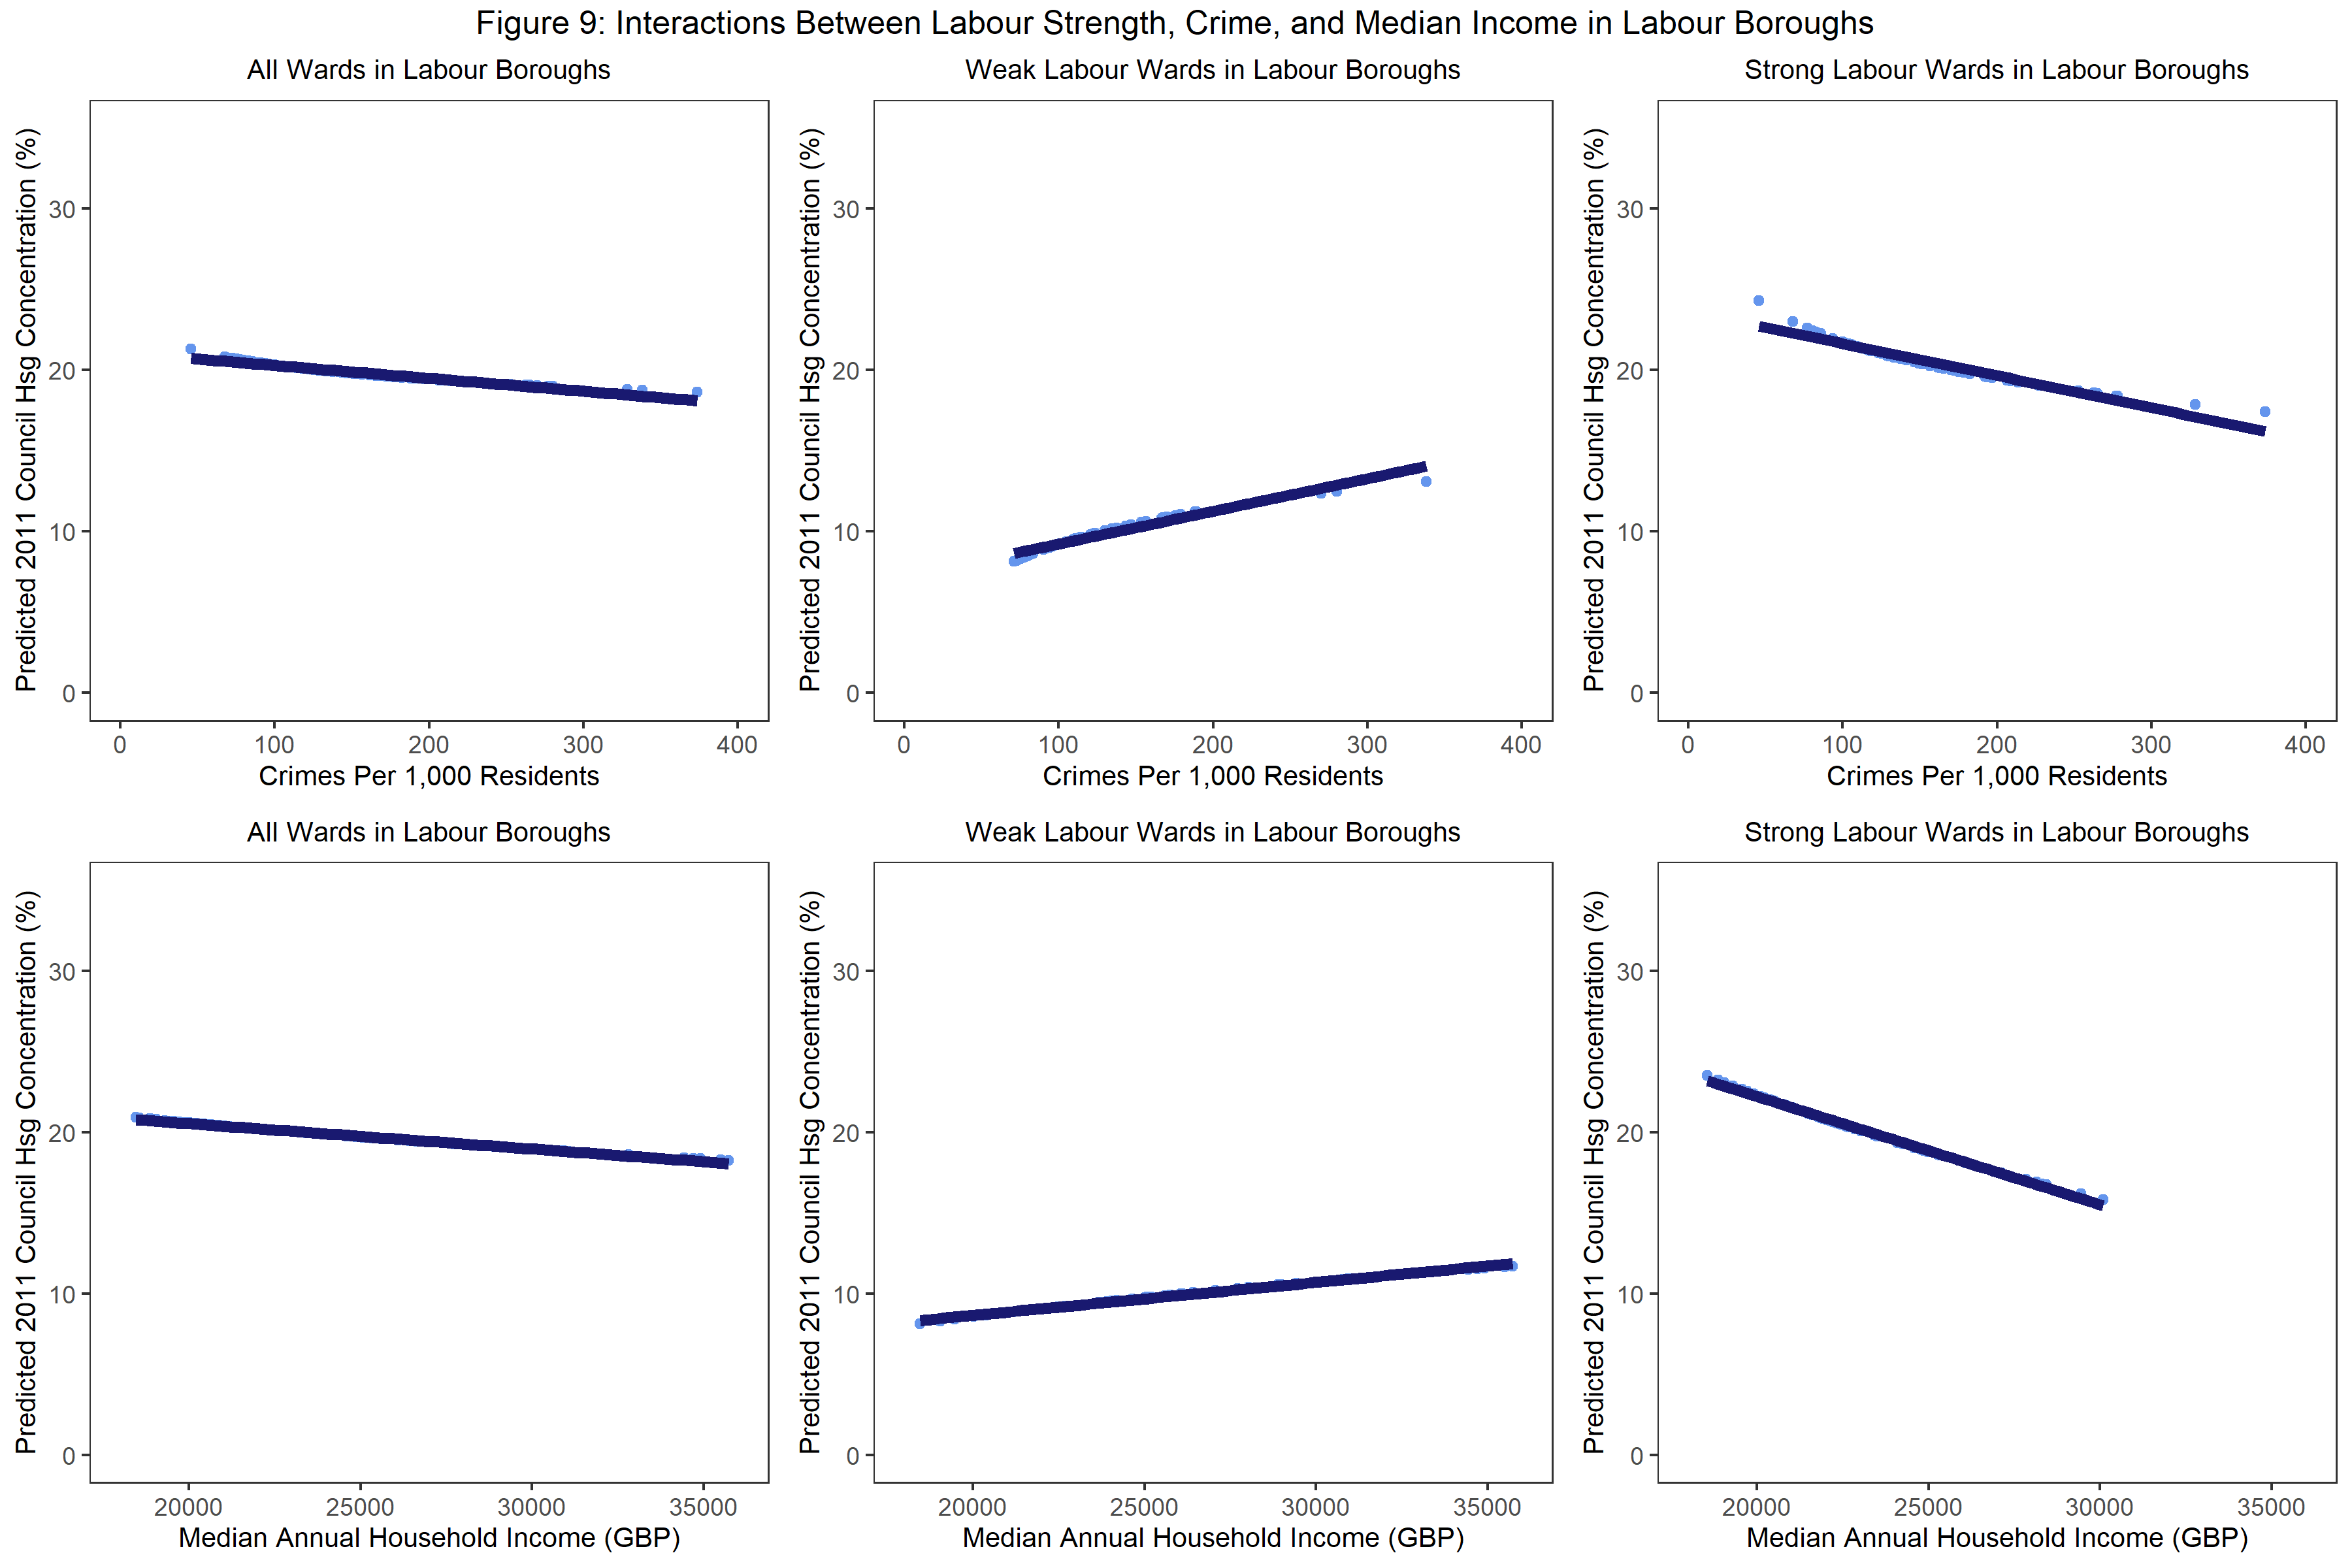 Figure 9: Interactions Between Labour Strength, Crime, and Median Income in Labour Boroughs
All Wards in Labour Boroughs
Predicted 2011 Council Hsg Concentration (%)
30
20
10
0
0 100 200 300 400
Crimes Per 1,000 Residents
Weak Labour Wards in Labour Boroughs
Predicted 2011 Council Hsg Concentration (%)
30
20
10
0
0 100 200 300 400
Crimes Per 1,000 Residents
Strong Labour Wards in Labour Boroughs
Predicted 2011 Council Hsg Concentration (%)
30
20
10
0
0 100 200 300 400
Crimes Per 1,000 Residents
All Wards in Labour Boroughs
Predicted 2011 Council Hsg Concentration (%)
30
20
10
0
20000 25000 30000 35000
Median Annual Household Income (GBP)
Weak Labour Wards in Labour Boroughs
Predicted 2011 Council Hsg Concentration (%)
30
20
10
0
20000 25000 30000 35000
Median Annual Household Income (GBP)
Strong Labour Wards in Labour Boroughs
Predicted 2011 Council Hsg Concentration (%)
30
20
10
0
20000 25000 30000 35000
Median Annual Household Income (GBP)